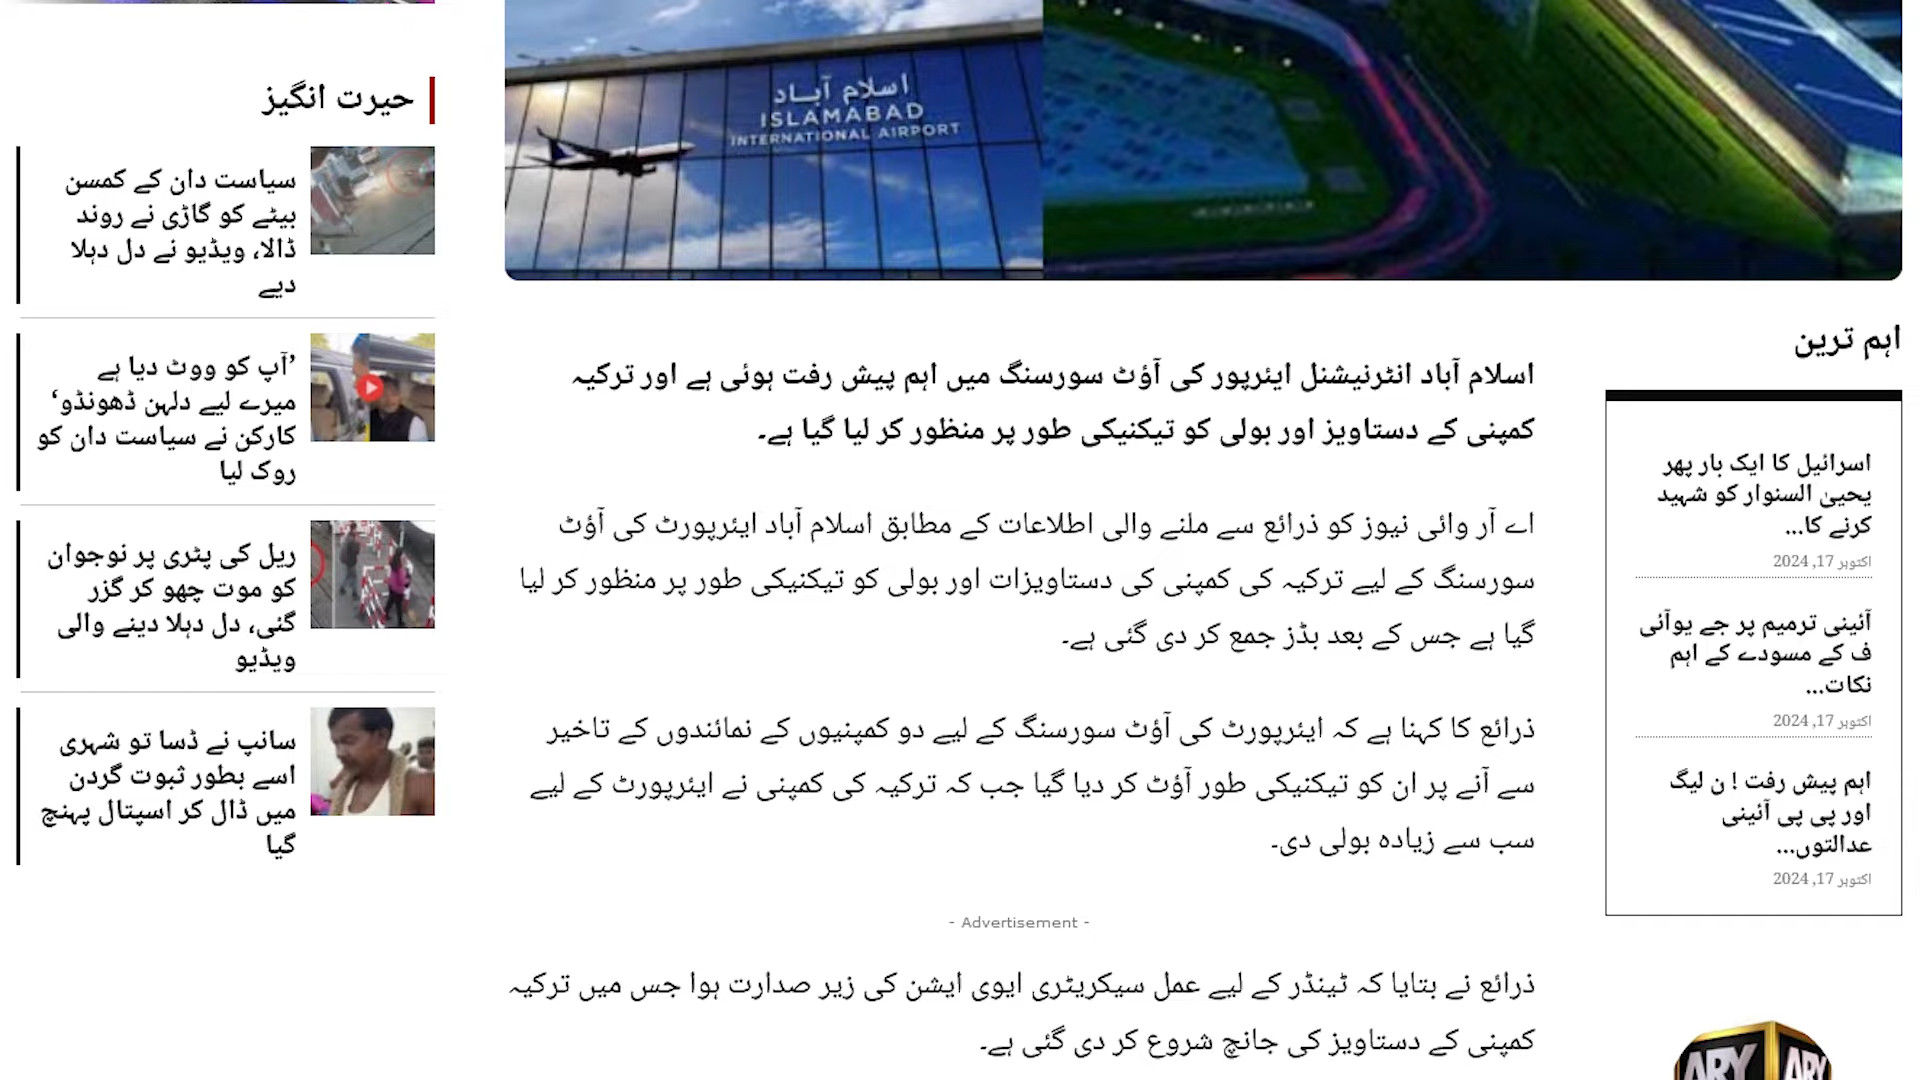 اسلام آباد
ISLAMABAD
INTERNATIONAL AIRPORT
اسلام آباد انٹرنیشنل ایئرپور کی آؤٹ سورسنگ میں اہم پیش رفت ہوئی ہے اور ترکیہ
کمپنی کے دستاویز اور بولی کو تیکنیکی طور پر منظور کر لیا گیا ہے۔
اے آر وائی نیوز کو ذرائع سے ملنے والی اطلاعات کے مطابق اسلام آباد ایئرپورٹ کی آؤٹ
سورسنگ کے لیے ترکیہ کی کمپنی کی دستاویزات اور بولی کو تیکنیکی طور پر منظور کر لیا
گیا ہے جس کے بعد بڈز جمع کر دی گئی ہے۔
ذرائع کا کہنا ہے کہ ایئرپورٹ کی آؤٹ سورسنگ کے لیے دو کمپنیوں کے نمائندوں کے تاخیر
سے آنے پر ان کو تیکنیکی طور آؤٹ کر دیا گیا جب کہ ترکیہ کی کمپنی نے ایئرپورٹ کے لیے
سب سے زیادہ بولی دی۔
- Advertisement -
ذرائع نے بتایا کہ ٹینڈر کے لیے عمل سیکریٹری ایوی ایشن کی زیر صدارت ہوا جس میں ترکیہ
کمپنی کے دستاویز کی جانچ شروع کر دی گئی ہے۔
اہم ترین
اسرائیل کا ایک بار پھر
یحییٰ السنوار کو شہید
کرنے کا...
اکتوبر 17, 2024
آئینی ترمیم پر جے یوآئی
ف کے مسودے کے اہم
نکات...
اکتوبر 17, 2024
اہم پیش رفت ! ن لیگ
اور پی پی آئینی
عدالتوں...
اکتوبر 17, 2024
ARY
ARY
حیرت انگیز
سیاست دان کے کمسن
بیٹے کو گاڑی نے روند
ڈالا، ویڈیو نے دل دہلا
دیے
’آپ کو ووٹ دیا ہے
میرے لیے دلہن ڈھونڈو‘
کارکن نے سیاست دان کو
روک لیا
ریل کی پٹری پر نوجوان
کو موت چھو کر گزر
گئی، دل دہلا دینے والی
ویڈیو
سانپ نے ڈسا تو شہری
اسے بطور ثبوت گردن
میں ڈال کر اسپتال پہنچ
گیا